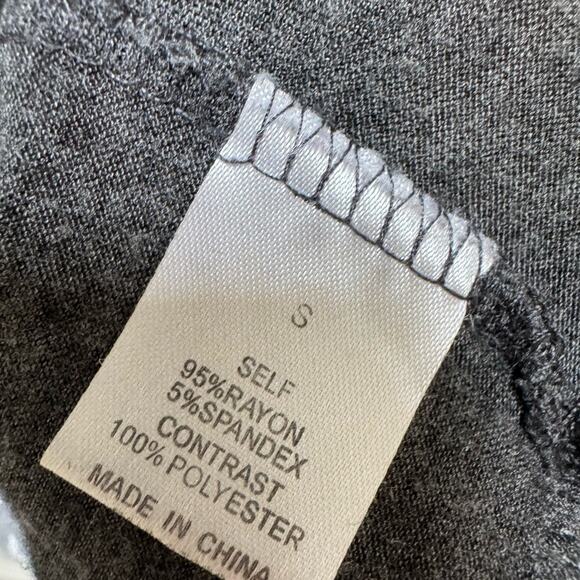 S
SELF
95%RAYON
5%SPANDEX
CONTRAST
100% POLYESTER
MADE IN CHINA